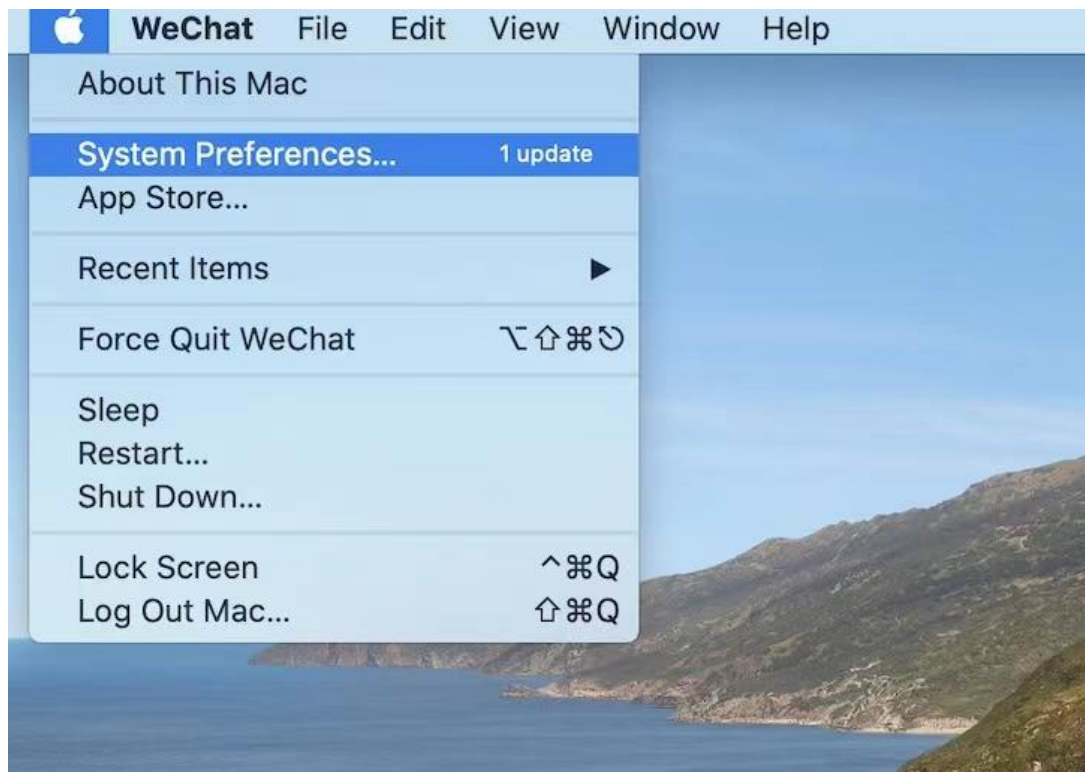 WeChat File Edit View Window Help
About This Mac
System Preferences... 1 update
App Store...
Recent Items ▶
Force Quit WeChat ⌥⇧⌘⎋
Sleep
Restart...
Shut Down...
Lock Screen ^⌘Q
Log Out Mac... ⇧⌘Q